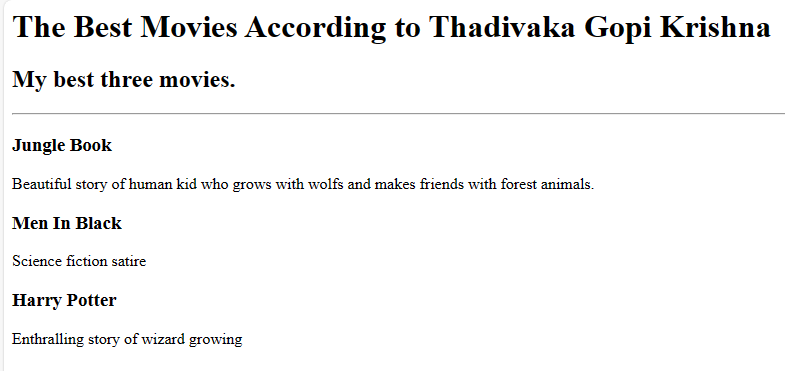 The Best Movies According to Thadivaka Gopi Krishna
My best three movies.
Jungle Book
Beautiful story of human kid who grows with wolfs and makes friends with forest animals.
Men In Black
Science fiction satire
Harry Potter
Enthralling story of wizard growing